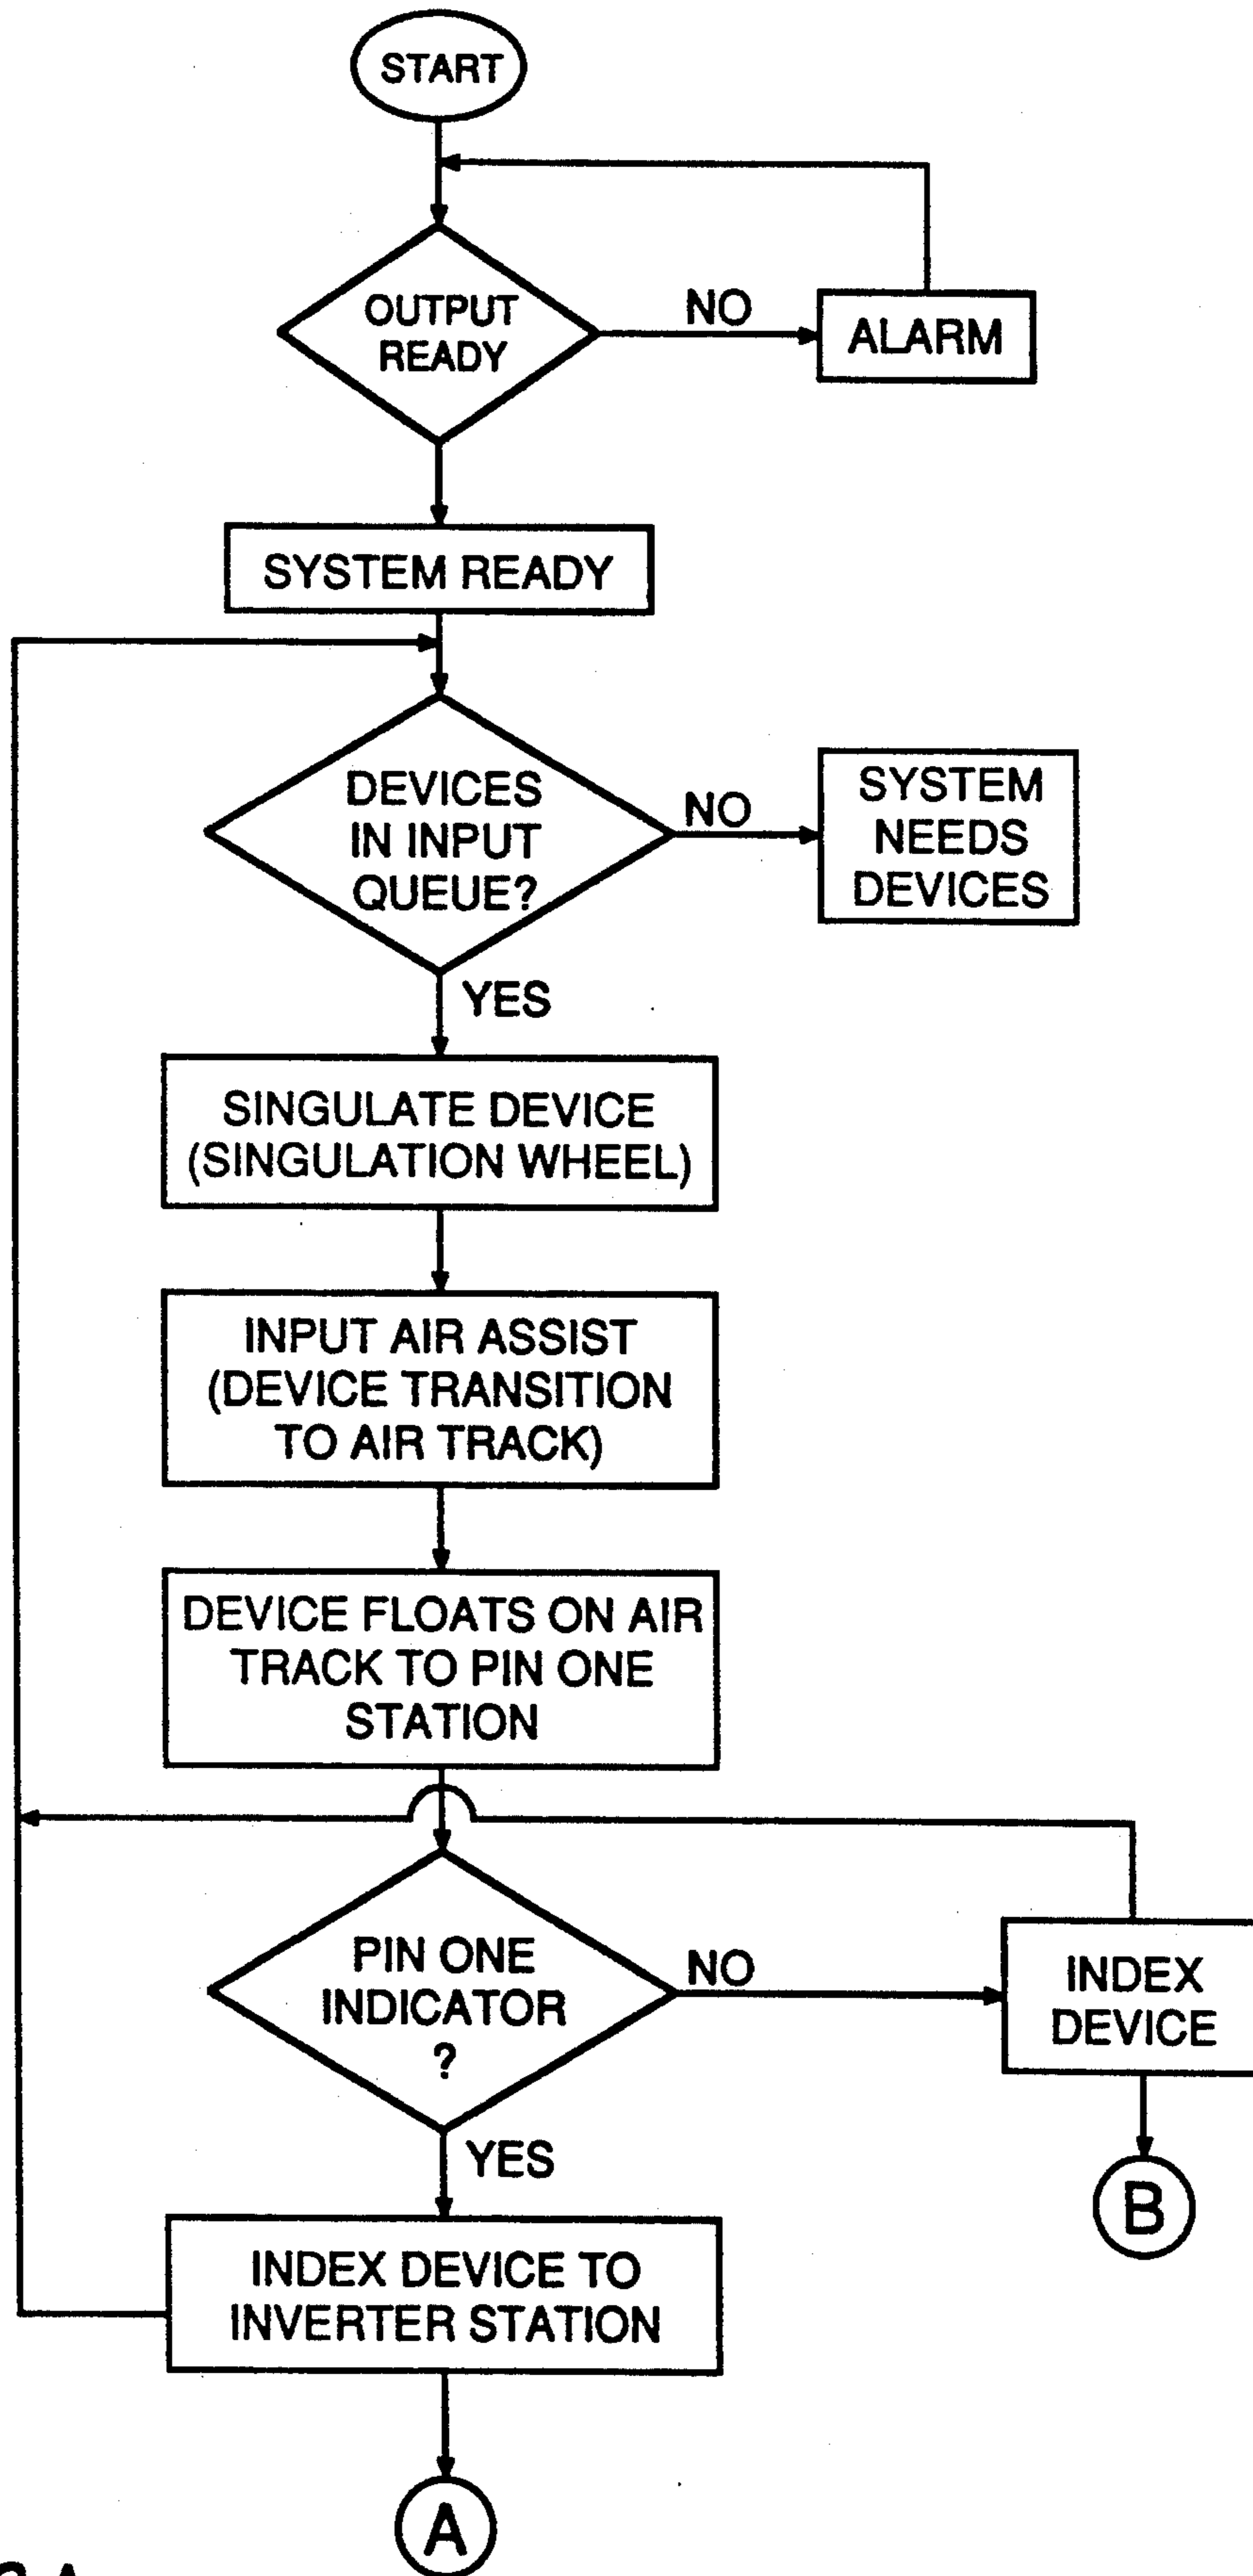 START
OUTPUT
READY
NO
ALARM
SYSTEM READY
DEVICES
IN INPUT
QUEUE?
NO
SYSTEM
NEEDS
DEVICES
YES
SINGULATE DEVICE
(SINGULATION WHEEL)
INPUT AIR ASSIST
(DEVICE TRANSITION
TO AIR TRACK)
DEVICE FLOATS ON AIR
TRACK TO PIN ONE
STATION
PIN ONE
INDICATOR
?
NO
INDEX
DEVICE
YES
B
INDEX DEVICE TO
INVERTER STATION
A